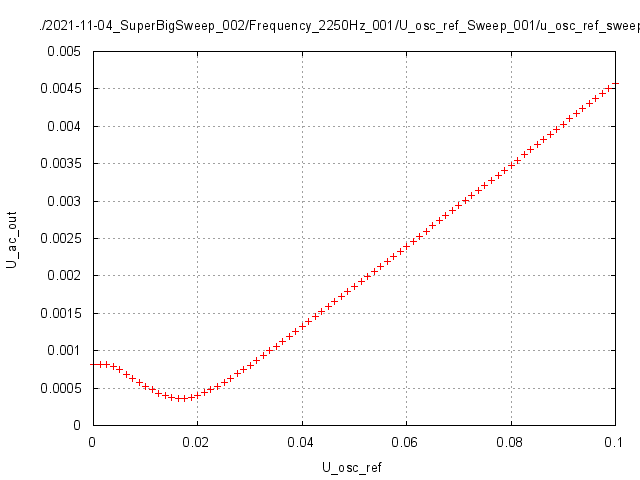 ./2021-11-04_SuperBigSweep_002/Frequency_2250Hz_001/U_osc_ref_Sweep_001/u_osc_ref_sweep
0.005
0.0045
0.004
0.0035
0.003
0.0025
0.002
0.0015
0.001
0.0005
0
U_ac_out
0 0.02 0.04 0.06 0.08 0.1
U_osc_ref